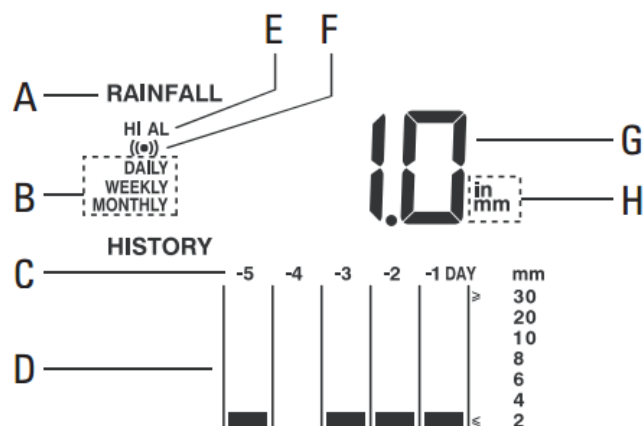 E F
A RAINFALL
HI AL
((•))
DAILY
B WEEKLY
MONTHLY
1.0 G
in
mm H
HISTORY
C -5 -4 -3 -2 -1 DAY mm
≥ 30
20
10
D 8
6
4
≤ 2